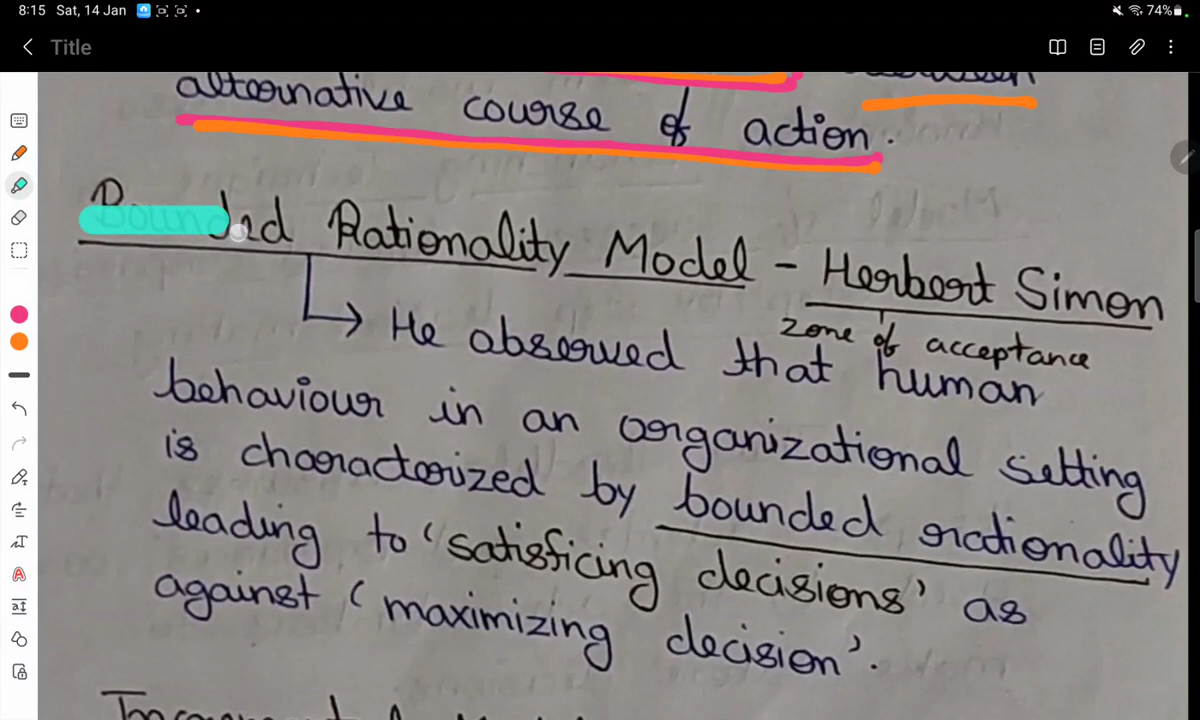 8:15 Sat, 14 Jan
74%
Title
alternative course of action.
Bounded Rationality Model - Herbert Simon
zone of acceptance
He observed that human
behaviour in an organizational setting
is charactorized by bounded rationality
leading to 'satisficing decisions' as
against 'maximizing decision'.